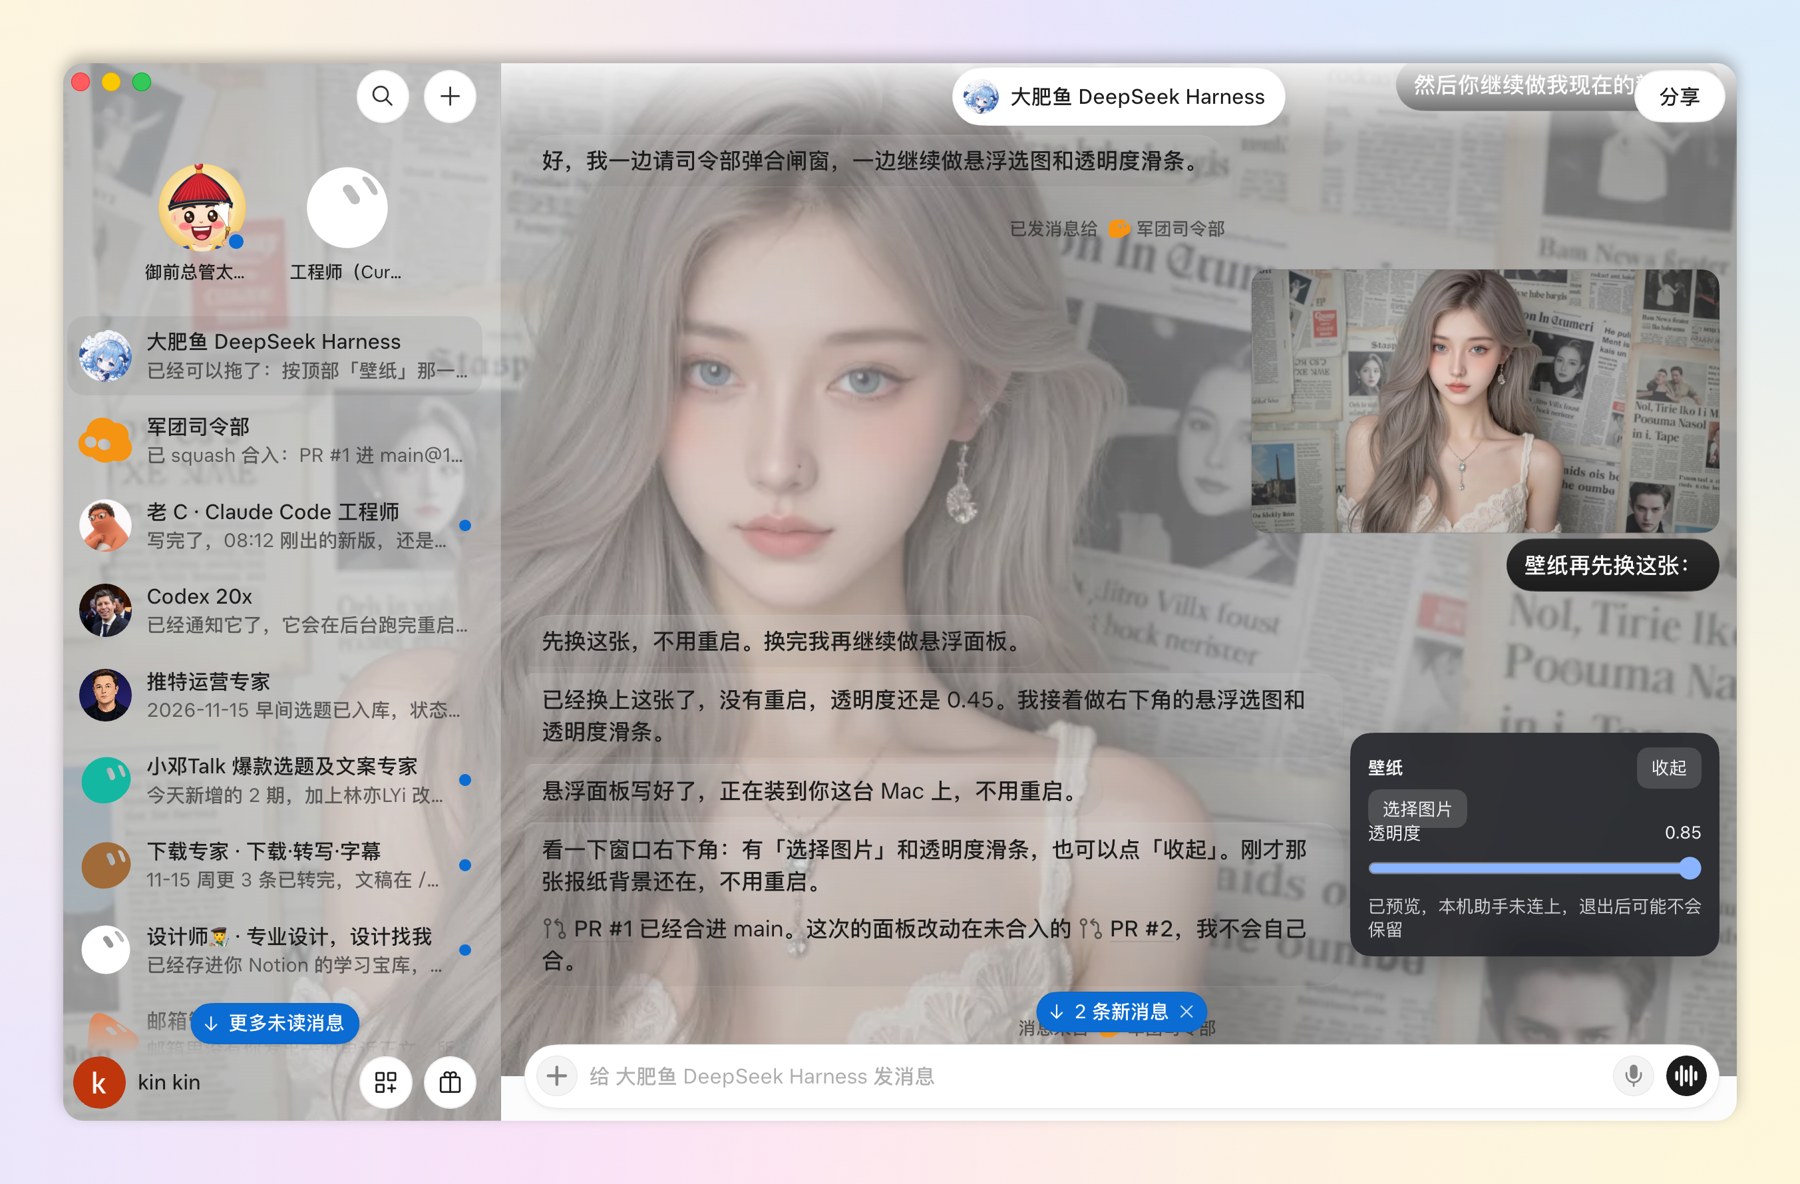 大肥鱼 DeepSeek Harness
然后你继续做我现在的
分享
御前总管太...
工程师（Cur...
大肥鱼 DeepSeek Harness
已经可以拖了：按顶部「壁纸」那一...
军团司令部
已 squash 合入：PR #1 进 main@1...
老 C · Claude Code 工程师
写完了，08:12 刚出的新版，还是...
Codex 20x
已经通知它了，它会在后台跑完重启...
推特运营专家
2026-11-15 早间选题已入库，状态...
小邓Talk 爆款选题及文案专家
今天新增的 2 期，加上林亦LYi 改...
下载专家 · 下载·转写·字幕
11-15 周更 3 条已转完，文稿在 /...
设计师 · 专业设计，设计找我
已经存进你 Notion 的学习宝库，...
邮箱
更多未读消息
k
kin kin
好，我一边请司令部弹合闸窗，一边继续做悬浮选图和透明度滑条。
已发消息给 军团司令部
壁纸再先换这张：
先换这张，不用重启。换完我再继续做悬浮面板。
已经换上这张了，没有重启，透明度还是 0.45。我接着做右下角的悬浮选图和
透明度滑条。
悬浮面板写好了，正在装到你这台 Mac 上，不用重启。
看一下窗口右下角：有「选择图片」和透明度滑条，也可以点「收起」。刚才那
张报纸背景还在，不用重启。
PR #1 已经合进 main。这次的面板改动在未合入的 PR #2，我不会自己
合。
2 条新消息
壁纸
收起
选择图片
透明度
0.85
已预览，本机助手未连上，退出后可能不会
保留
给 大肥鱼 DeepSeek Harness 发消息
on In Crumeri
Nol, Tirie Iko
Poouma Nasol
in i. Tape